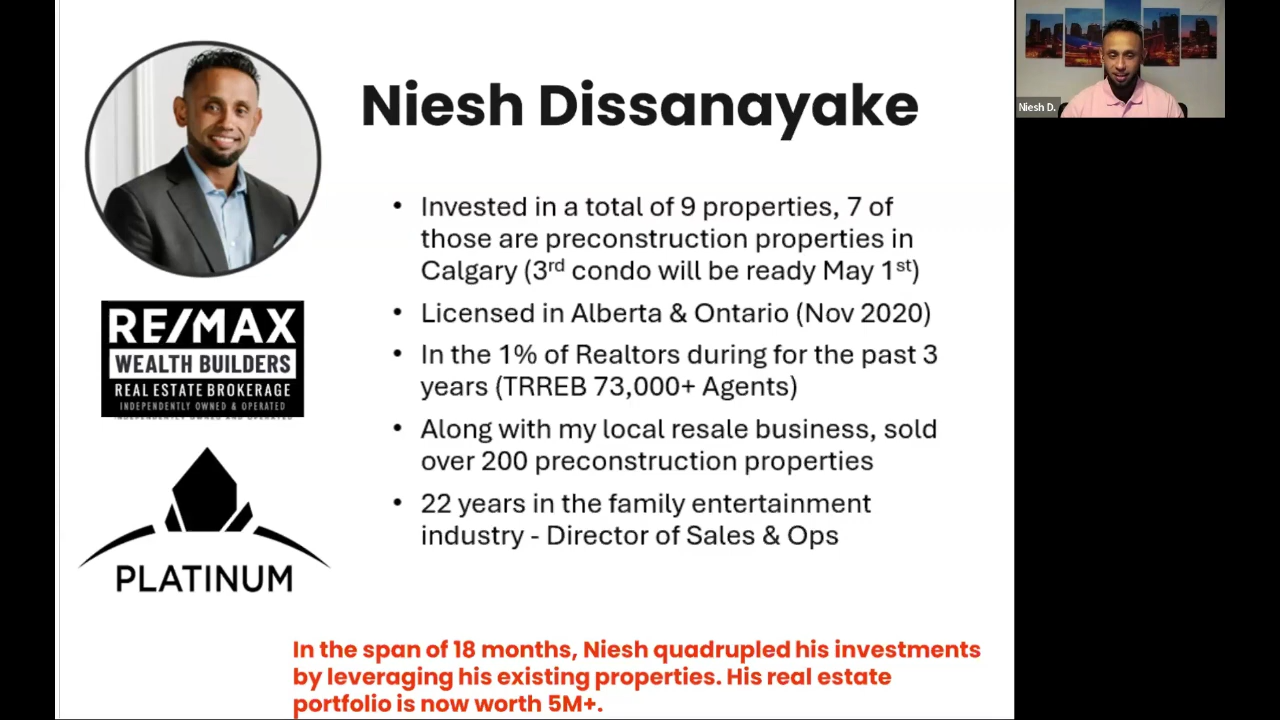 Niesh Dissanayake
Niesh D.
• Invested in a total of 9 properties, 7 of
those are preconstruction properties in
Calgary (3rd condo will be ready May 1st)
• Licensed in Alberta & Ontario (Nov 2020)
• In the 1% of Realtors during for the past 3
years (TRREB 73,000+ Agents)
• Along with my local resale business, sold
over 200 preconstruction properties
• 22 years in the family entertainment
industry - Director of Sales & Ops
RE/MAX
WEALTH BUILDERS
REAL ESTATE BROKERAGE
INDEPENDENTLY OWNED & OPERATED
INDEPENDENTLY OWNED AND OPERATED
PLATINUM
In the span of 18 months, Niesh quadrupled his investments
by leveraging his existing properties. His real estate
portfolio is now worth 5M+.